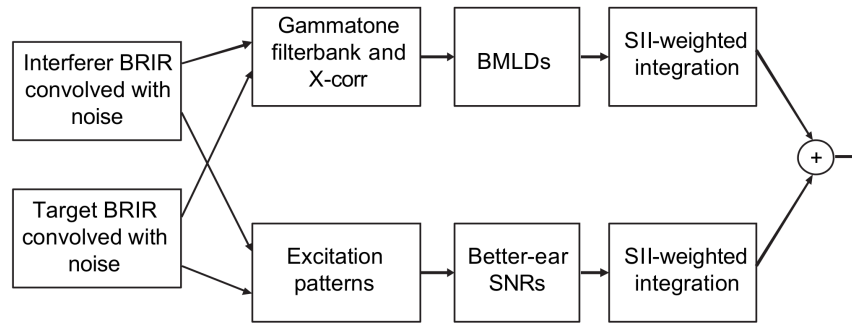 Interferer BRIR
convolved with
noise
Target BRIR
convolved with
noise
Gammatone
filterbank and
X-corr
BMLDs
SII-weighted
integration
Excitation
patterns
Better-ear
SNRs
SII-weighted
integration
+